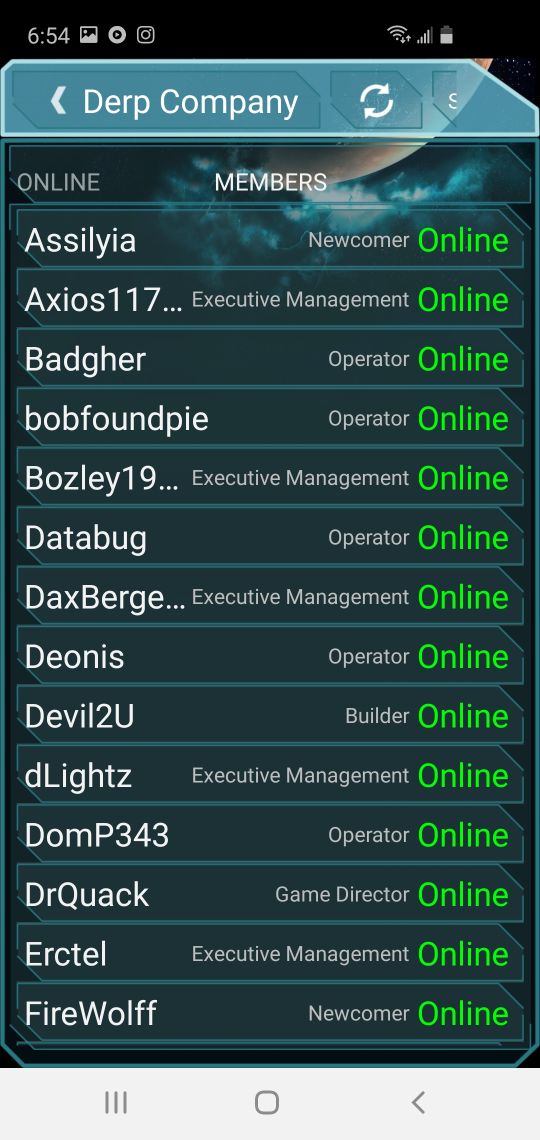 6:54
Derp Company
S
ONLINE MEMBERS
Assilyia Newcomer Online
Axios117… Executive Management Online
Badgher Operator Online
bobfoundpie Operator Online
Bozley19… Executive Management Online
Databug Operator Online
DaxBerge… Executive Management Online
Deonis Operator Online
Devil2U Builder Online
dLightz Executive Management Online
DomP343 Operator Online
DrQuack Game Director Online
Erctel Executive Management Online
FireWolff Newcomer Online